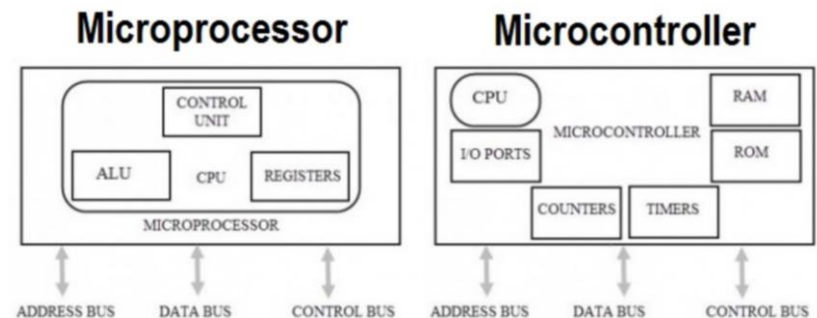 Microprocessor
CONTROL
UNIT
ALU
CPU
REGISTERS
MICROPROCESSOR
ADDRESS BUS
DATA BUS
CONTROL BUS
Microcontroller
CPU
RAM
MICROCONTROLLER
I/O PORTS
ROM
COUNTERS
TIMERS
ADDRESS BUS
DATA BUS
CONTROL BUS